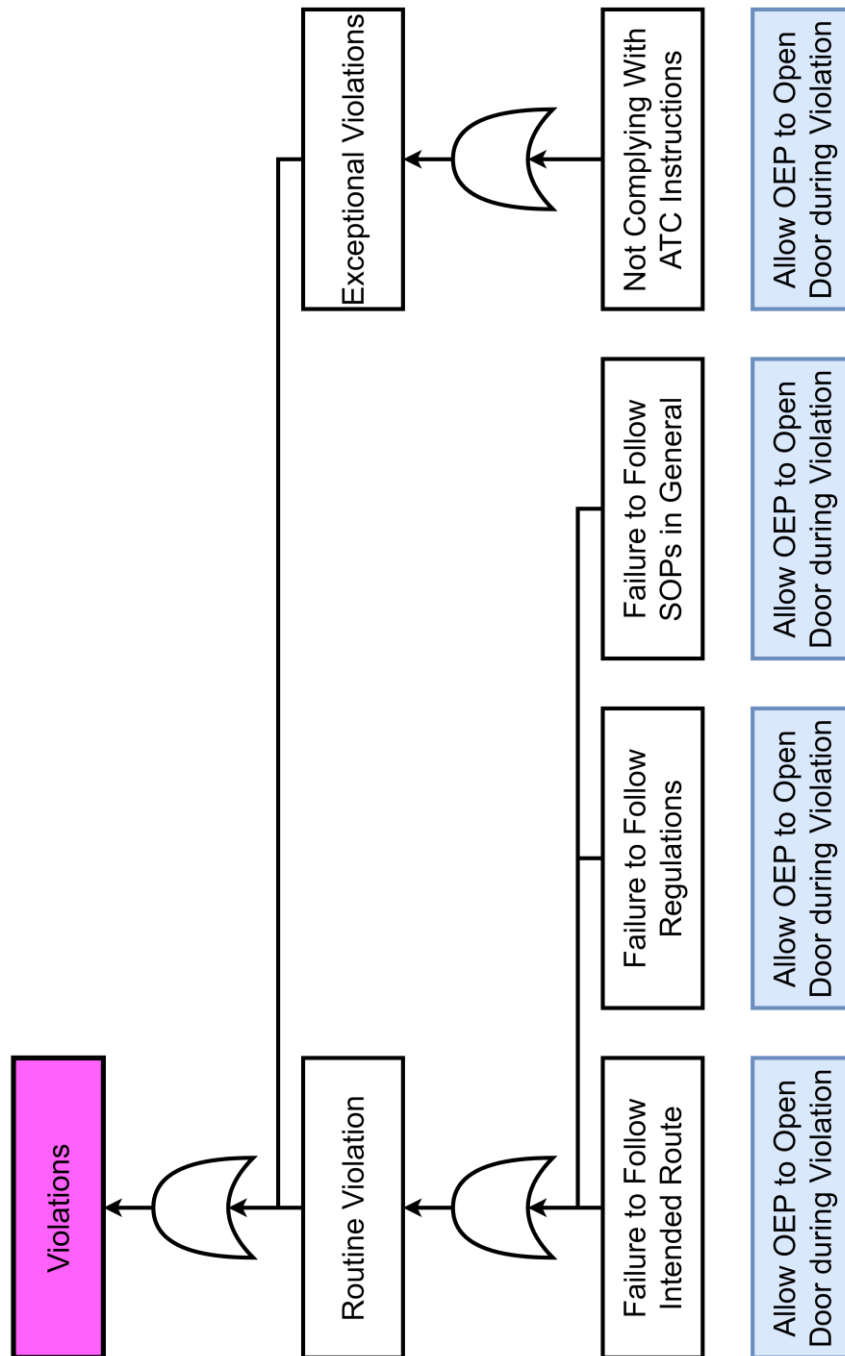 Violations
Routine Violation
Exceptional Violations
Failure to Follow
Intended Route
Failure to Follow
Regulations
Failure to Follow
SOPs in General
Not Complying With
ATC Instructions
Allow OEP to Open
Door during Violation
Allow OEP to Open
Door during Violation
Allow OEP to Open
Door during Violation
Allow OEP to Open
Door during Violation